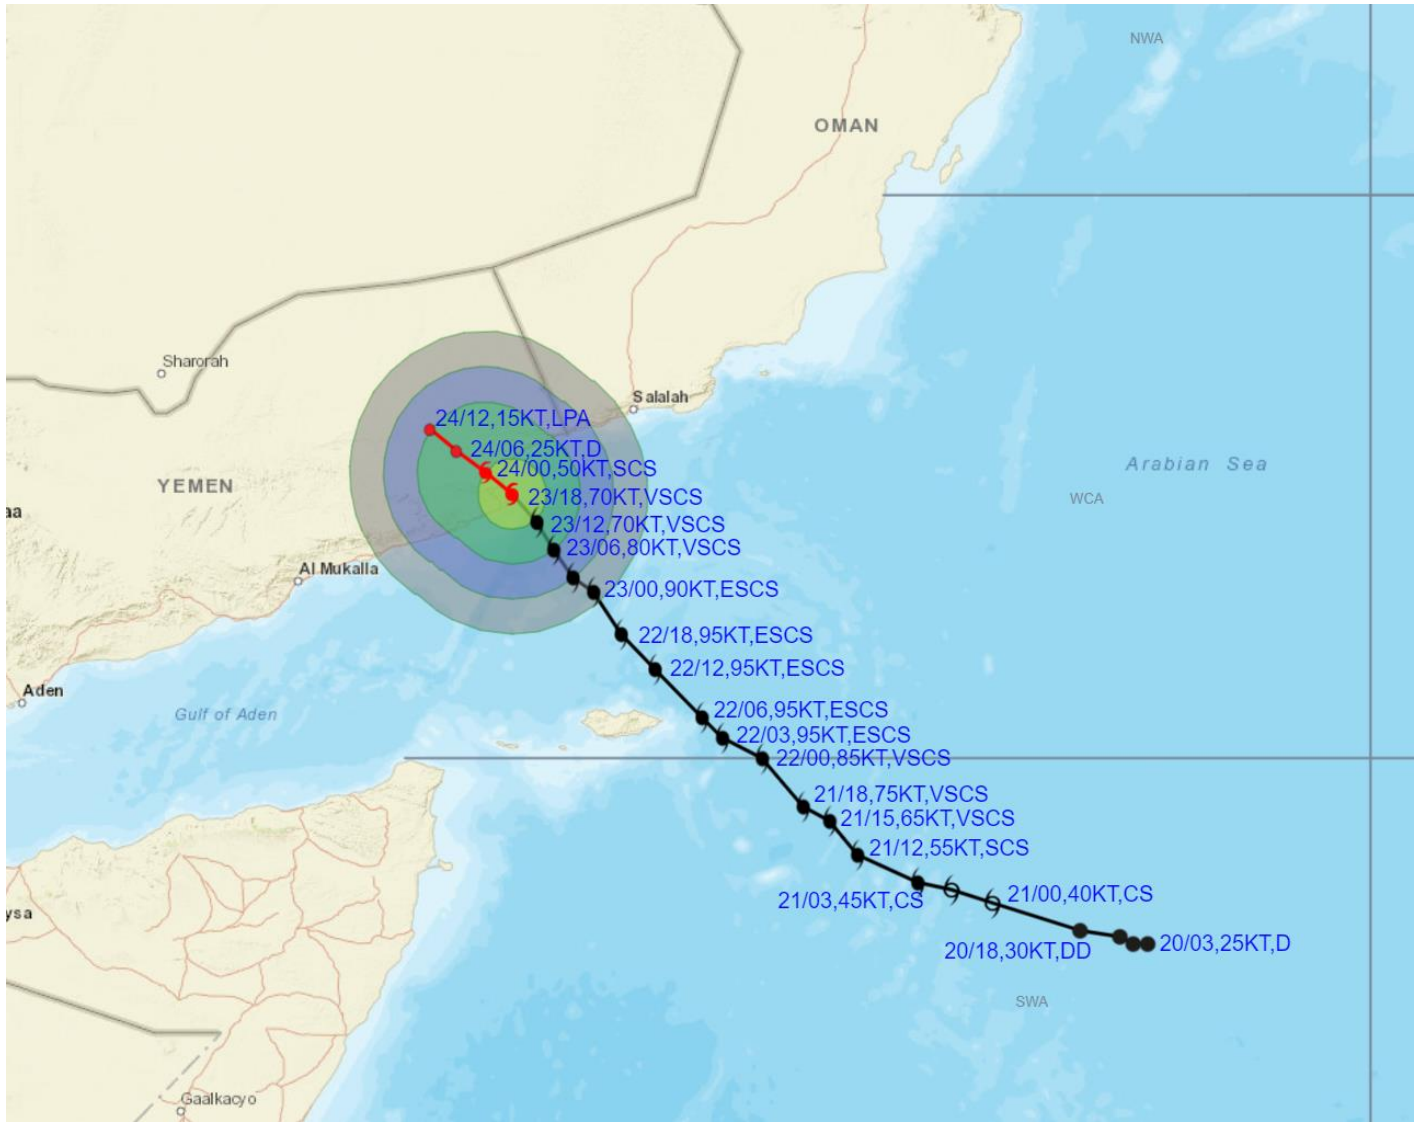 NWA
OMAN
Sharorah
Salalah
24/12,15KT,LPA
24/06,25KT,D
24/00,50KT,SCS
Arabian Sea
YEMEN
23/18,70KT,VSCS
WCA
aa
23/12,70KT,VSCS
23/06,80KT,VSCS
Al Mukalla
23/00,90KT,ESCS
22/18,95KT,ESCS
22/12,95KT,ESCS
Aden
Gulf of Aden
22/06,95KT,ESCS
22/03,95KT,ESCS
22/00,85KT,VSCS
21/18,75KT,VSCS
21/15,65KT,VSCS
21/12,55KT,SCS
21/00,40KT,CS
21/03,45KT,CS
ysa
20/03,25KT,D
20/18,30KT,DD
SWA
Gaalkacyo